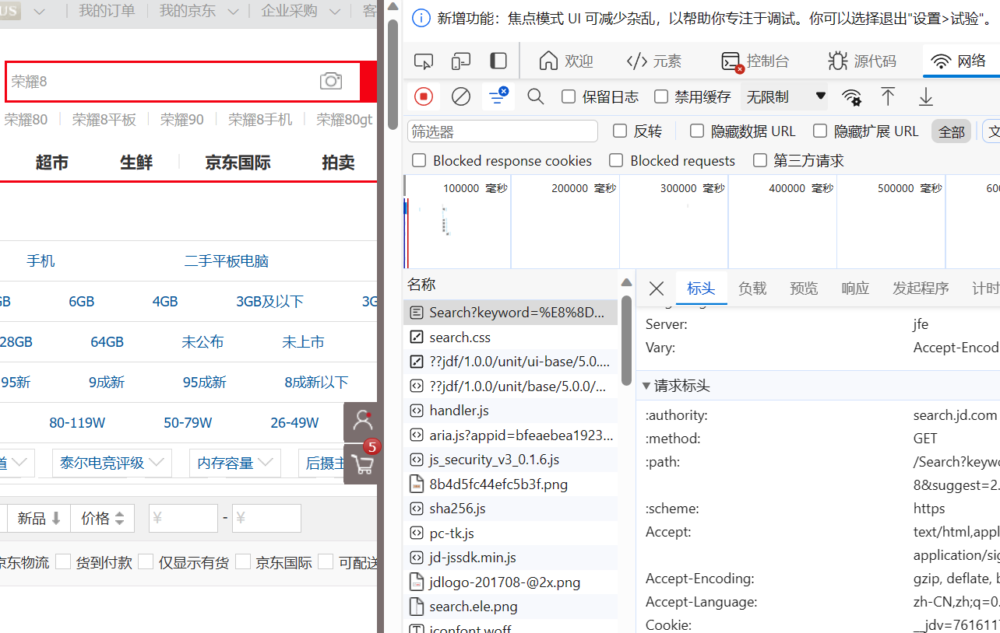 US 我的订单 我的京东 企业采购 客
荣耀8
荣耀80 荣耀8平板 荣耀90 荣耀8手机 荣耀80gt
超市 生鲜 京东国际 拍卖
手机 二手平板电脑
GB 6GB 4GB 3GB及以下 3G
28GB 64GB 未公布 未上市
95新 9成新 95成新 8成新以下
80-119W 50-79W 26-49W
5
道 泰尔电竞评级 内存容量 后摄主
新品 价格 ¥ - ¥
京东物流 货到付款 仅显示有货 京东国际 可配送
新增功能：焦点模式 UI 可减少杂乱，以帮助你专注于调试。你可以选择退出"设置>试验"。
欢迎 元素 控制台 源代码 网络
保留日志 禁用缓存 无限制
筛选器 反转 隐藏数据 URL 隐藏扩展 URL 全部 文
Blocked response cookies Blocked requests 第三方请求
100000 毫秒 200000 毫秒 300000 毫秒 400000 毫秒 500000 毫秒 60
名称
Search?keyword=%E8%8D...
search.css
??jdf/1.0.0/unit/ui-base/5.0....
??jdf/1.0.0/unit/base/5.0.0/...
handler.js
aria.js?appid=bfeaebea1923...
js_security_v3_0.1.6.js
8b4d5fc44efc5b3f.png
sha256.js
pc-tk.js
jd-jssdk.min.js
jdlogo-201708-@2x.png
search.ele.png
iconfont.woff
标头 负载 预览 响应 发起程序 计时
Server: jfe
Vary: Accept-Encod
请求标头
:authority: search.jd.com
:method: GET
:path: /Search?keywo
8&suggest=2.
:scheme: https
Accept: text/html,appl
application/sig
Accept-Encoding: gzip, deflate, b
Accept-Language: zh-CN,zh;q=0.
Cookie: __jdv=7616117